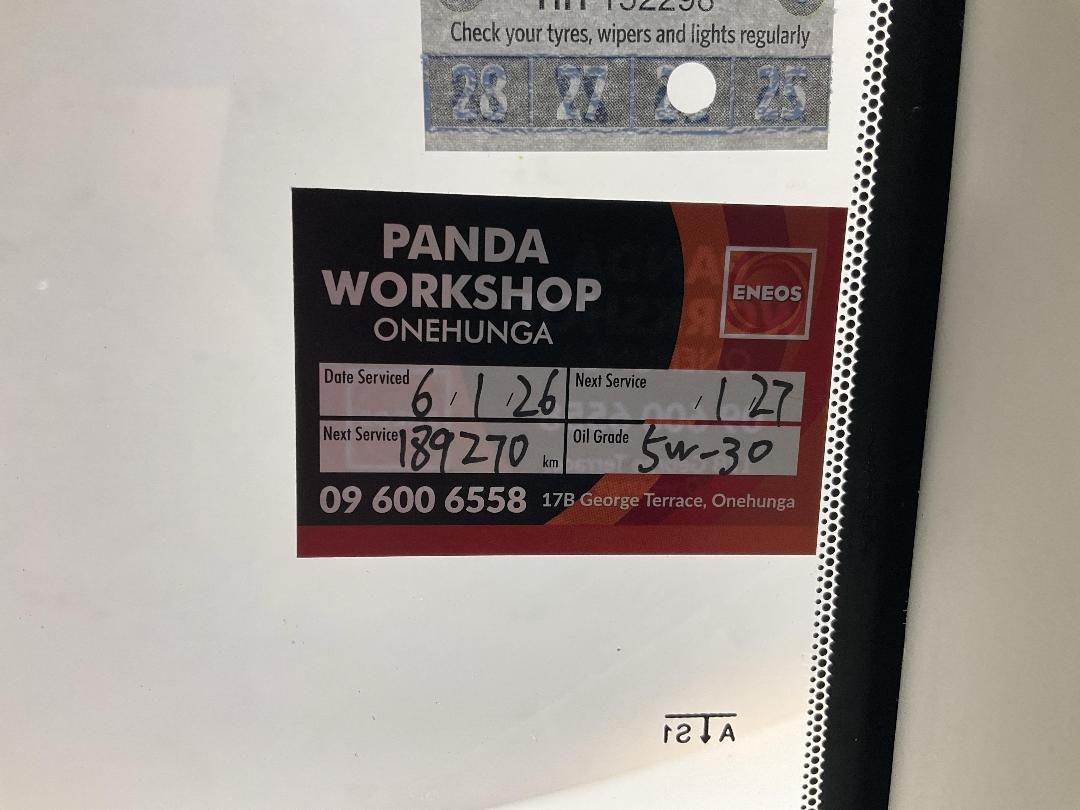 Check your tyres, wipers and lights regularly
28 27 25
PANDA
WORKSHOP
ONEHUNGA
ENEOS
Date Serviced 6 / 1 / 26
Next Service / 1 / 27
Next Service 189270 km
Oil Grade 5W-30
09 600 6558 17B George Terrace, Onehunga
A↓S1